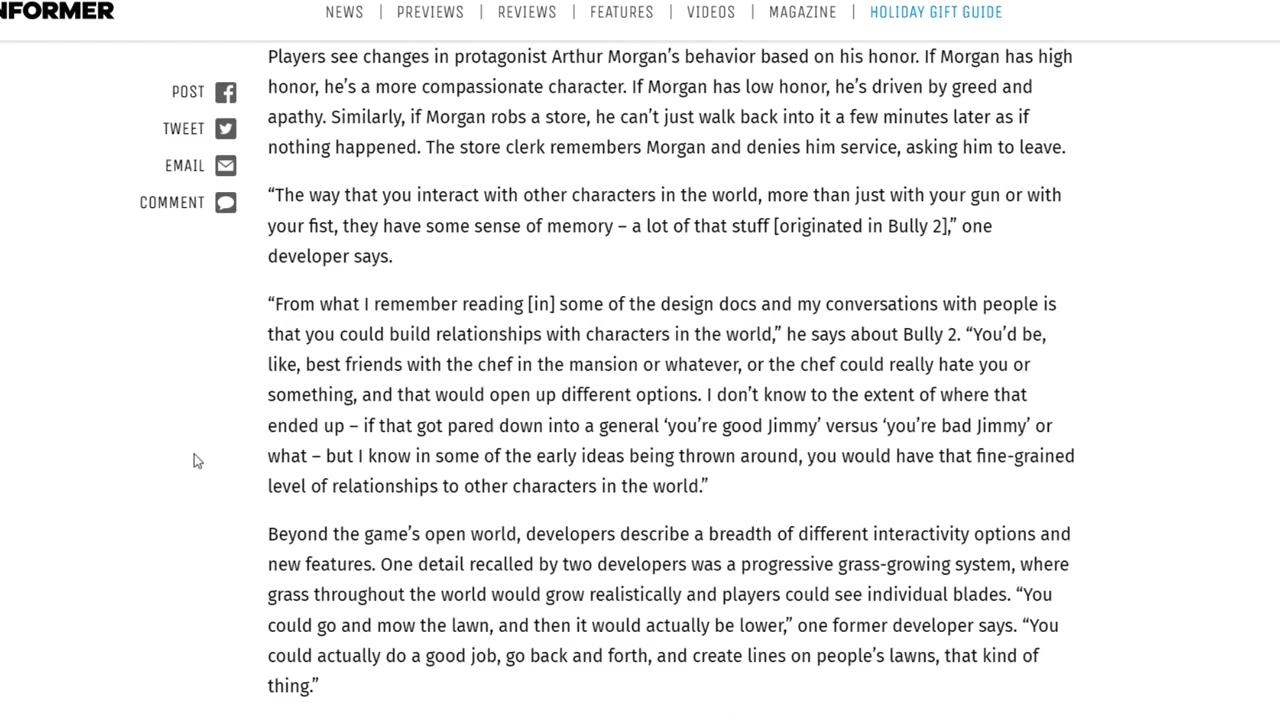 NFORMER
NEWS | PREVIEWS | REVIEWS | FEATURES | VIDEOS | MAGAZINE | HOLIDAY GIFT GUIDE
POST
TWEET
EMAIL
COMMENT
Players see changes in protagonist Arthur Morgan’s behavior based on his honor. If Morgan has high
honor, he’s a more compassionate character. If Morgan has low honor, he’s driven by greed and
apathy. Similarly, if Morgan robs a store, he can’t just walk back into it a few minutes later as if
nothing happened. The store clerk remembers Morgan and denies him service, asking him to leave.
“The way that you interact with other characters in the world, more than just with your gun or with
your fist, they have some sense of memory – a lot of that stuff [originated in Bully 2],” one
developer says.
“From what I remember reading [in] some of the design docs and my conversations with people is
that you could build relationships with characters in the world,” he says about Bully 2. “You’d be,
like, best friends with the chef in the mansion or whatever, or the chef could really hate you or
something, and that would open up different options. I don’t know to the extent of where that
ended up – if that got pared down into a general ‘you’re good Jimmy’ versus ‘you’re bad Jimmy’ or
what – but I know in some of the early ideas being thrown around, you would have that fine-grained
level of relationships to other characters in the world.”
Beyond the game’s open world, developers describe a breadth of different interactivity options and
new features. One detail recalled by two developers was a progressive grass-growing system, where
grass throughout the world would grow realistically and players could see individual blades. “You
could go and mow the lawn, and then it would actually be lower,” one former developer says. “You
could actually do a good job, go back and forth, and create lines on people’s lawns, that kind of
thing.”